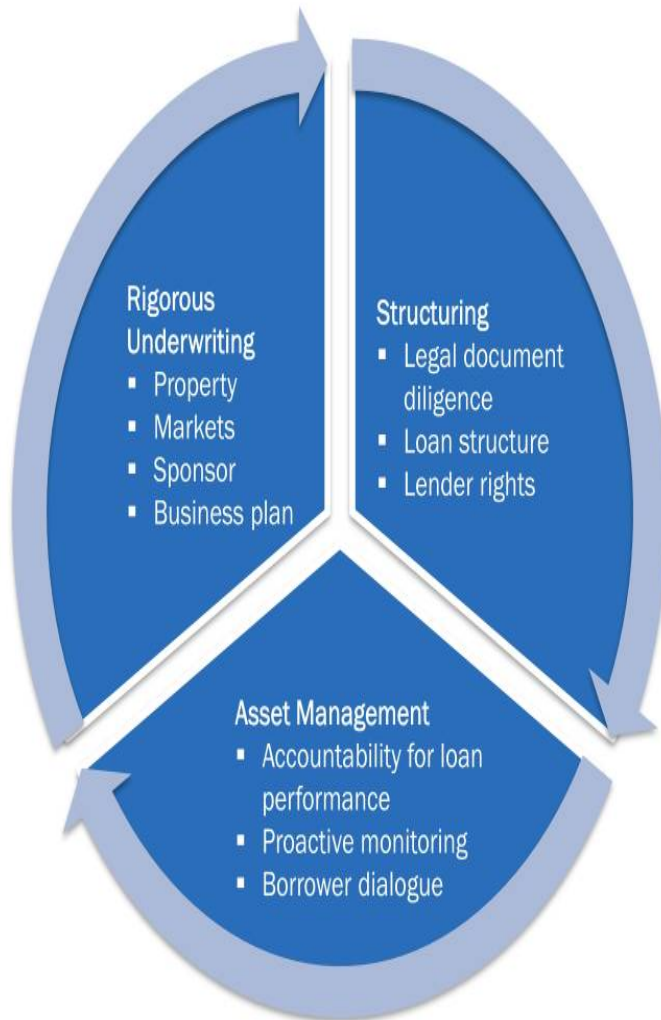 Rigorous
Underwriting
▪ Property
▪ Markets
▪ Sponsor
▪ Business plan
Structuring
▪ Legal document
diligence
▪ Loan structure
▪ Lender rights
Asset Management
▪ Accountability for loan
performance
▪ Proactive monitoring
▪ Borrower dialogue